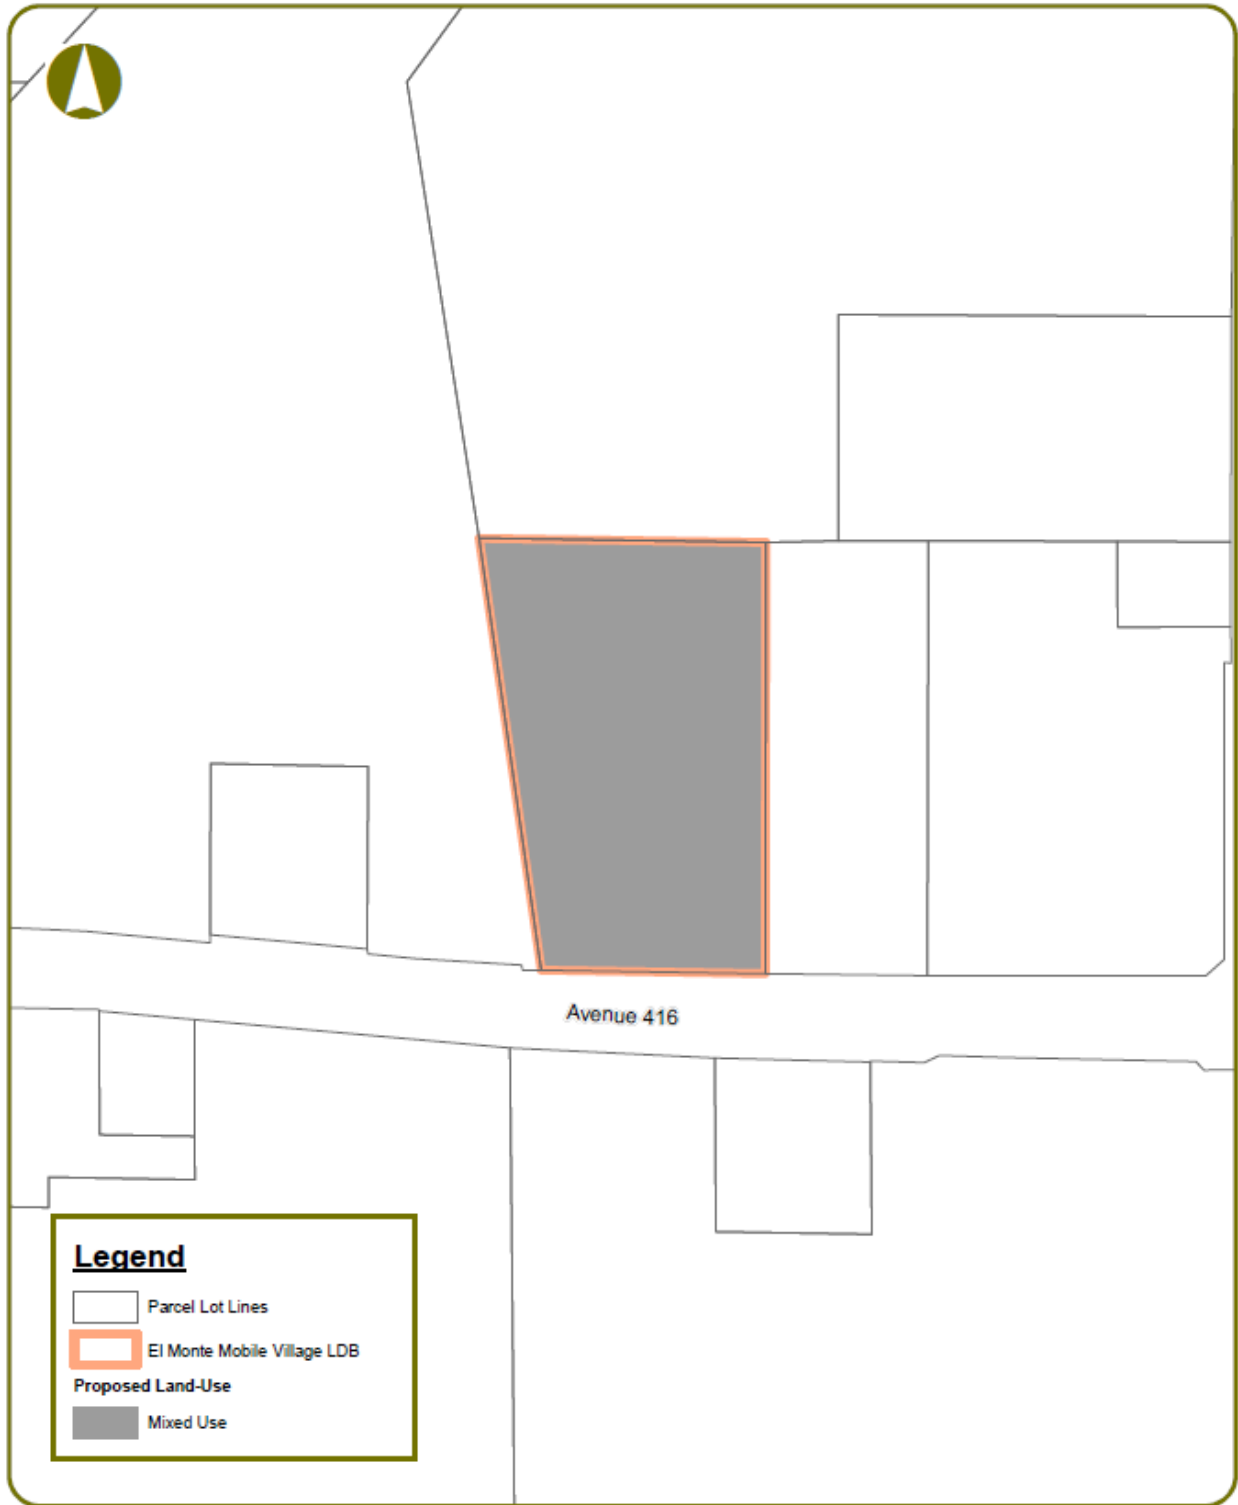 Avenue 416
Legend
Parcel Lot Lines
El Monte Mobile Village LDB
Proposed Land-Use
Mixed Use